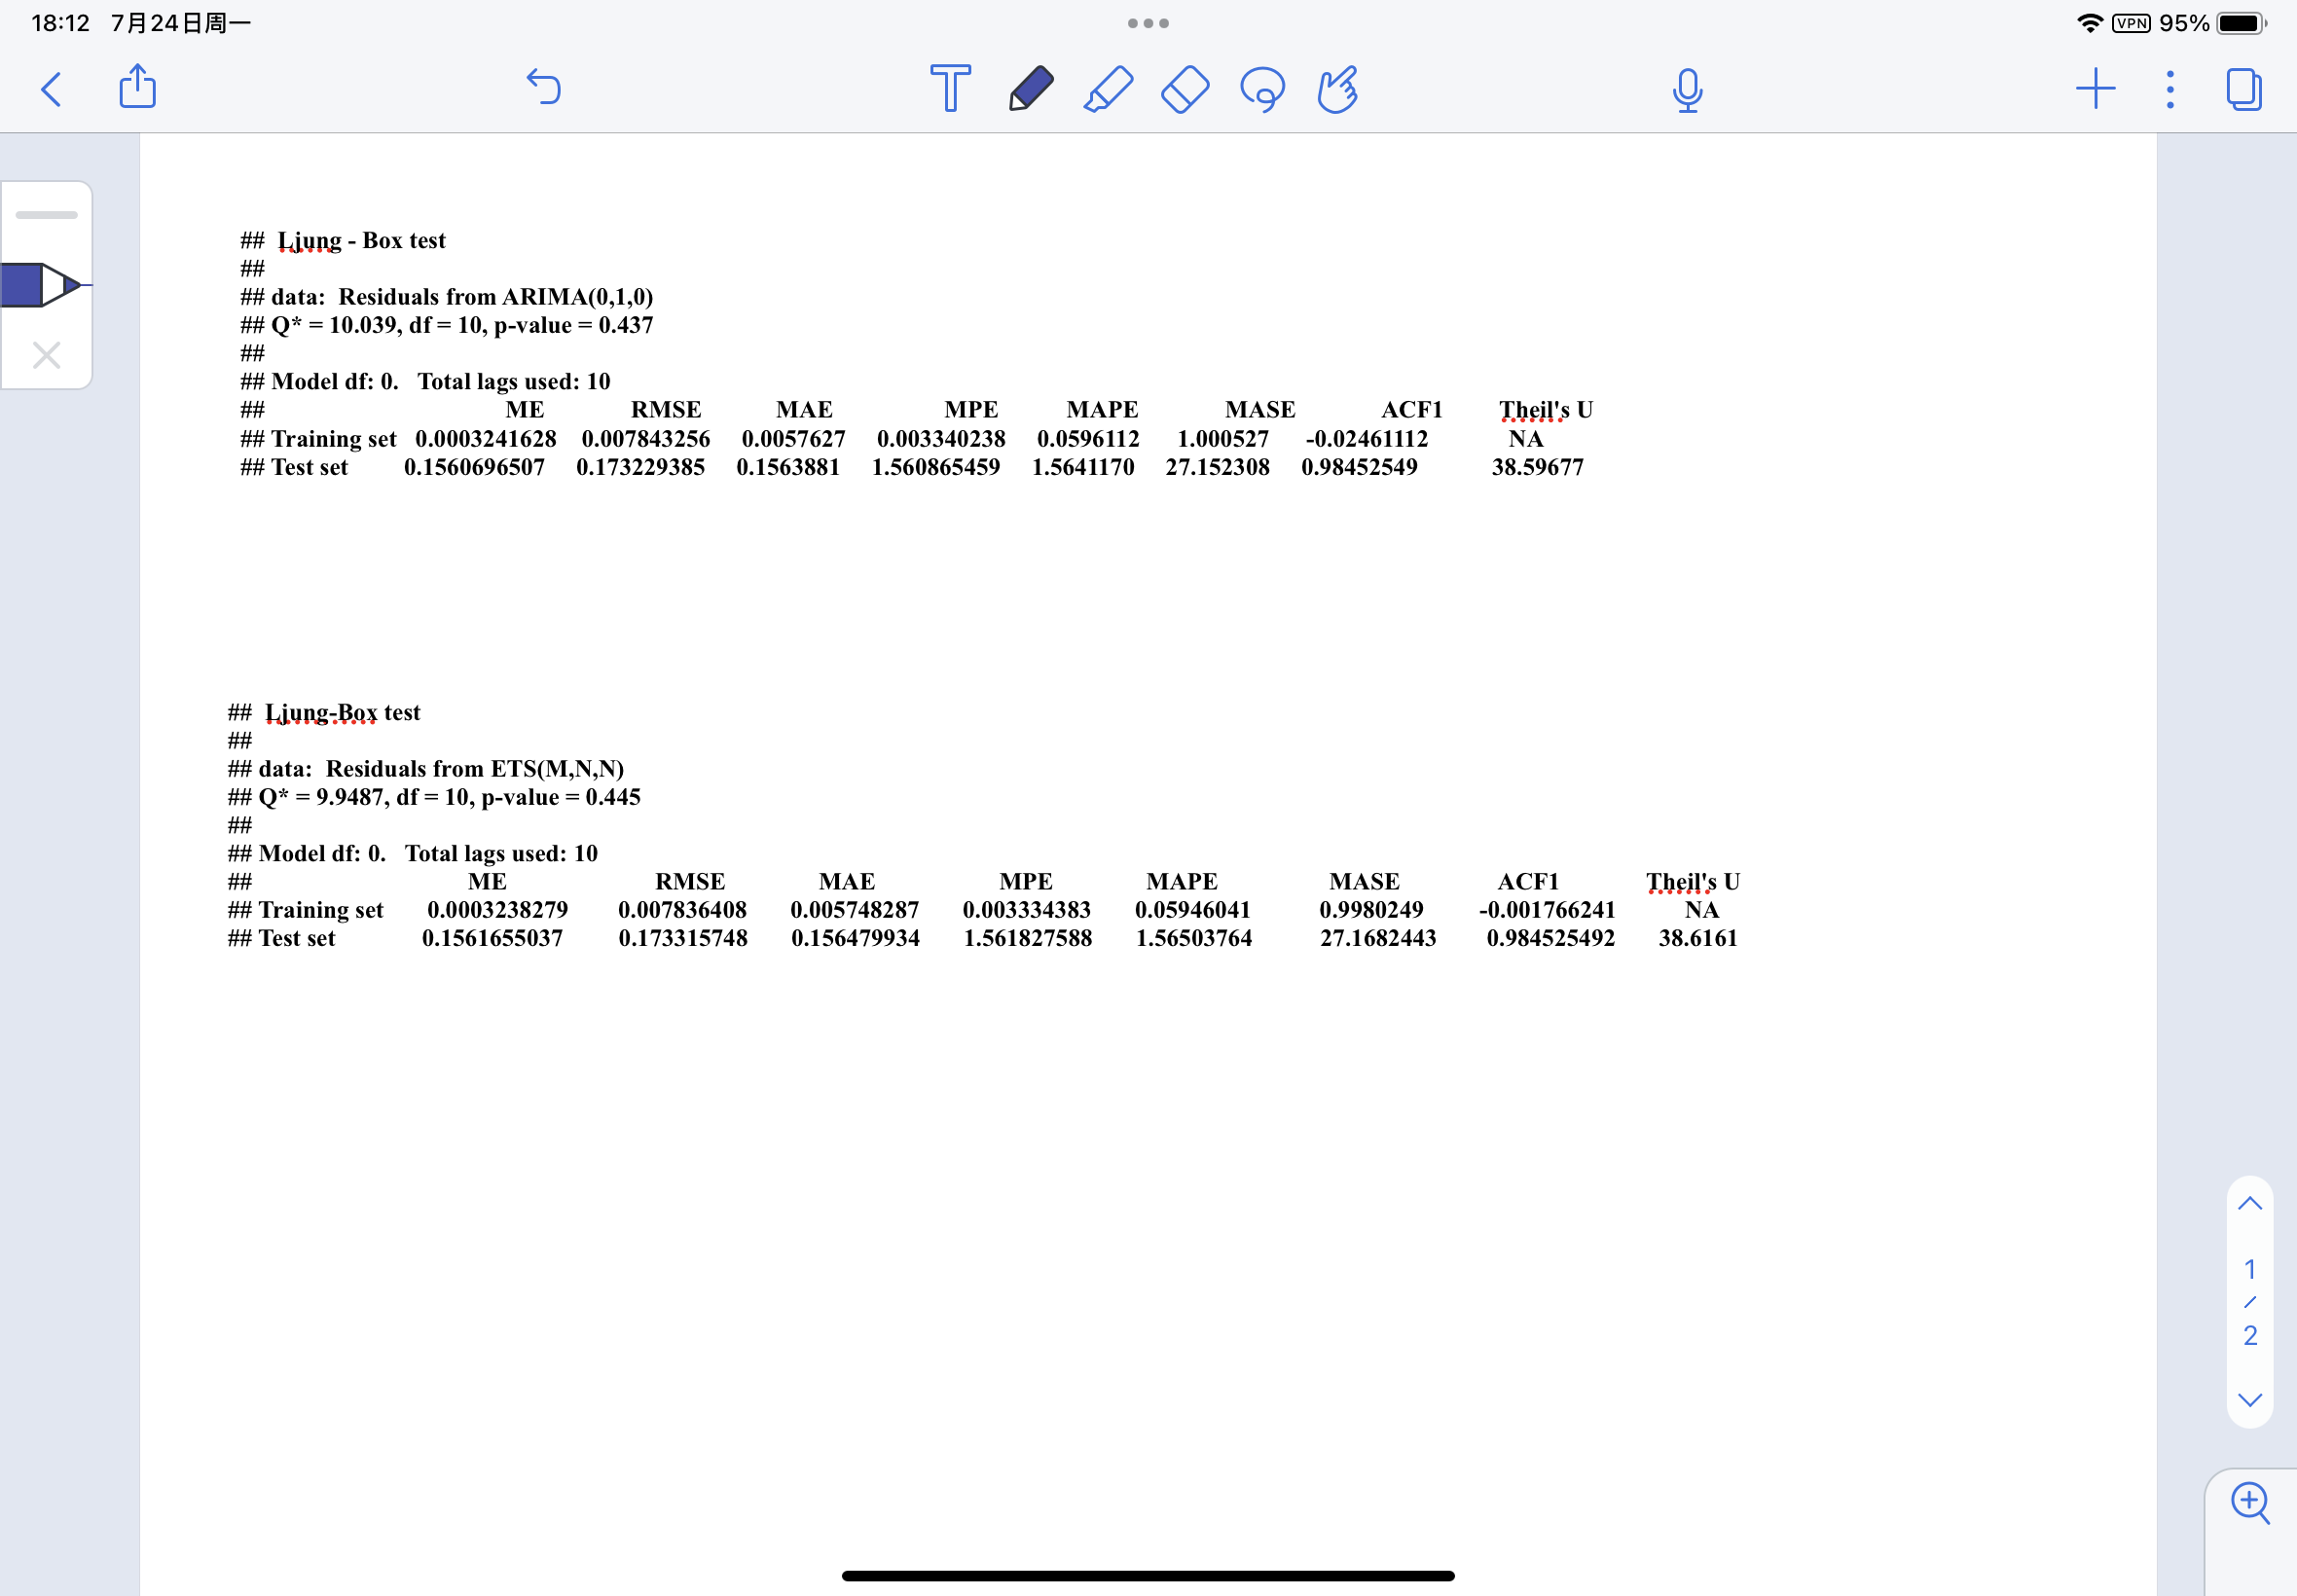 18:12 7月24日周一
VPN 95%
T
## Ljung - Box test
##
## data: Residuals from ARIMA(0,1,0)
## Q* = 10.039, df = 10, p-value = 0.437
##
## Model df: 0. Total lags used: 10
## ME RMSE MAE MPE MAPE MASE ACF1 Theil's U
## Training set 0.0003241628 0.007843256 0.0057627 0.003340238 0.0596112 1.000527 -0.02461112 NA
## Test set 0.1560696507 0.173229385 0.1563881 1.560865459 1.5641170 27.152308 0.98452549 38.59677
## Ljung-Box test
##
## data: Residuals from ETS(M,N,N)
## Q* = 9.9487, df = 10, p-value = 0.445
##
## Model df: 0. Total lags used: 10
## ME RMSE MAE MPE MAPE MASE ACF1 Theil's U
## Training set 0.0003238279 0.007836408 0.005748287 0.003334383 0.05946041 0.9980249 -0.001766241 NA
## Test set 0.1561655037 0.173315748 0.156479934 1.561827588 1.56503764 27.1682443 0.984525492 38.6161
1
/
2